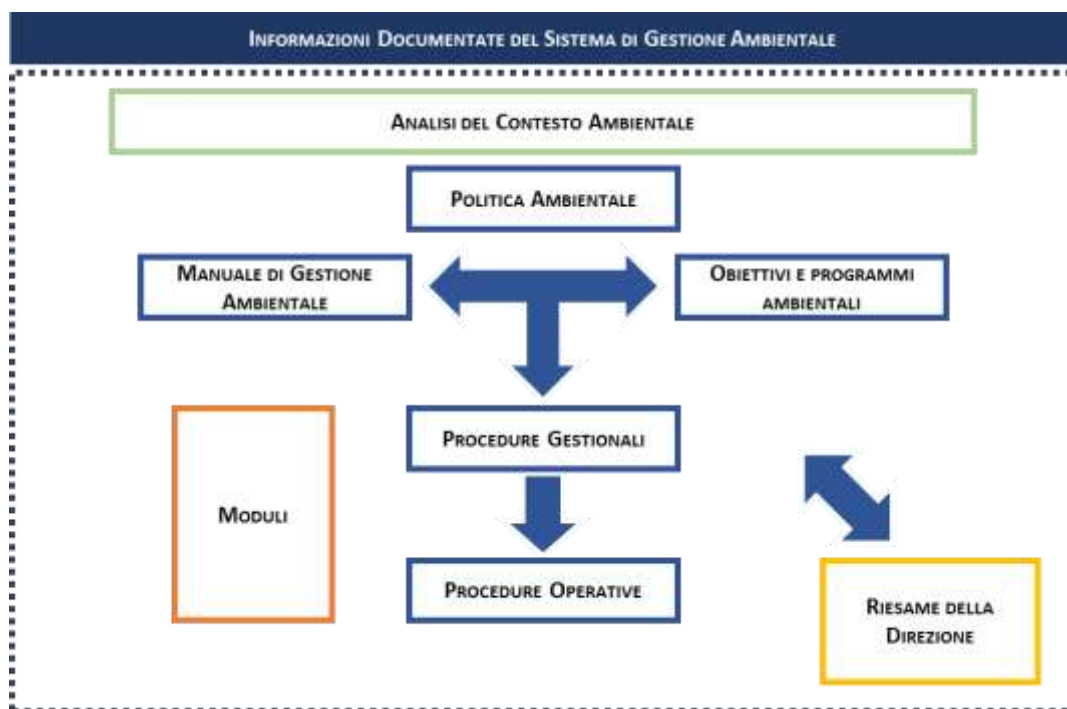 INFORMAZIONI DOCUMENTATE DEL SISTEMA DI GESTIONE AMBIENTALE
ANALISI DEL CONTESTO AMBIENTALE
POLITICA AMBIENTALE
MANUALE DI GESTIONE
AMBIENTALE
OBIETTIVI E PROGRAMMI
AMBIENTALI
PROCEDURE GESTIONALI
MODULI
PROCEDURE OPERATIVE
RIESAME DELLA
DIREZIONE